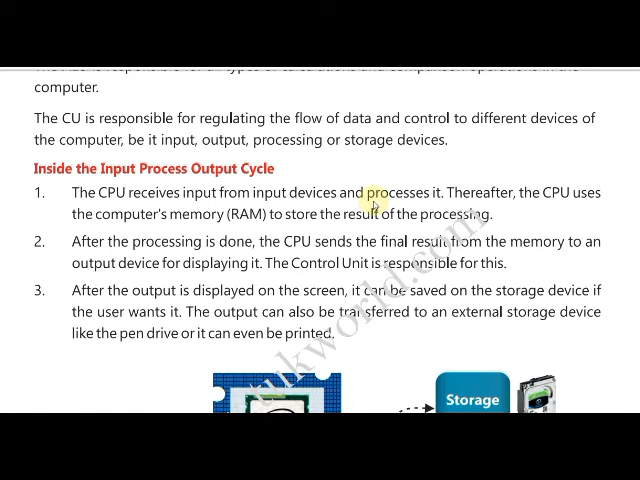 computer.
The CU is responsible for regulating the flow of data and control to different devices of
the computer, be it input, output, processing or storage devices.
Inside the Input Process Output Cycle
1. The CPU receives input from input devices and processes it. Thereafter, the CPU uses
the computer's memory (RAM) to store the result of the processing.
2. After the processing is done, the CPU sends the final result from the memory to an
output device for displaying it. The Control Unit is responsible for this.
3. After the output is displayed on the screen, it can be saved on the storage device if
the user wants it. The output can also be transferred to an external storage device
like the pen drive or it can even be printed.
Storage